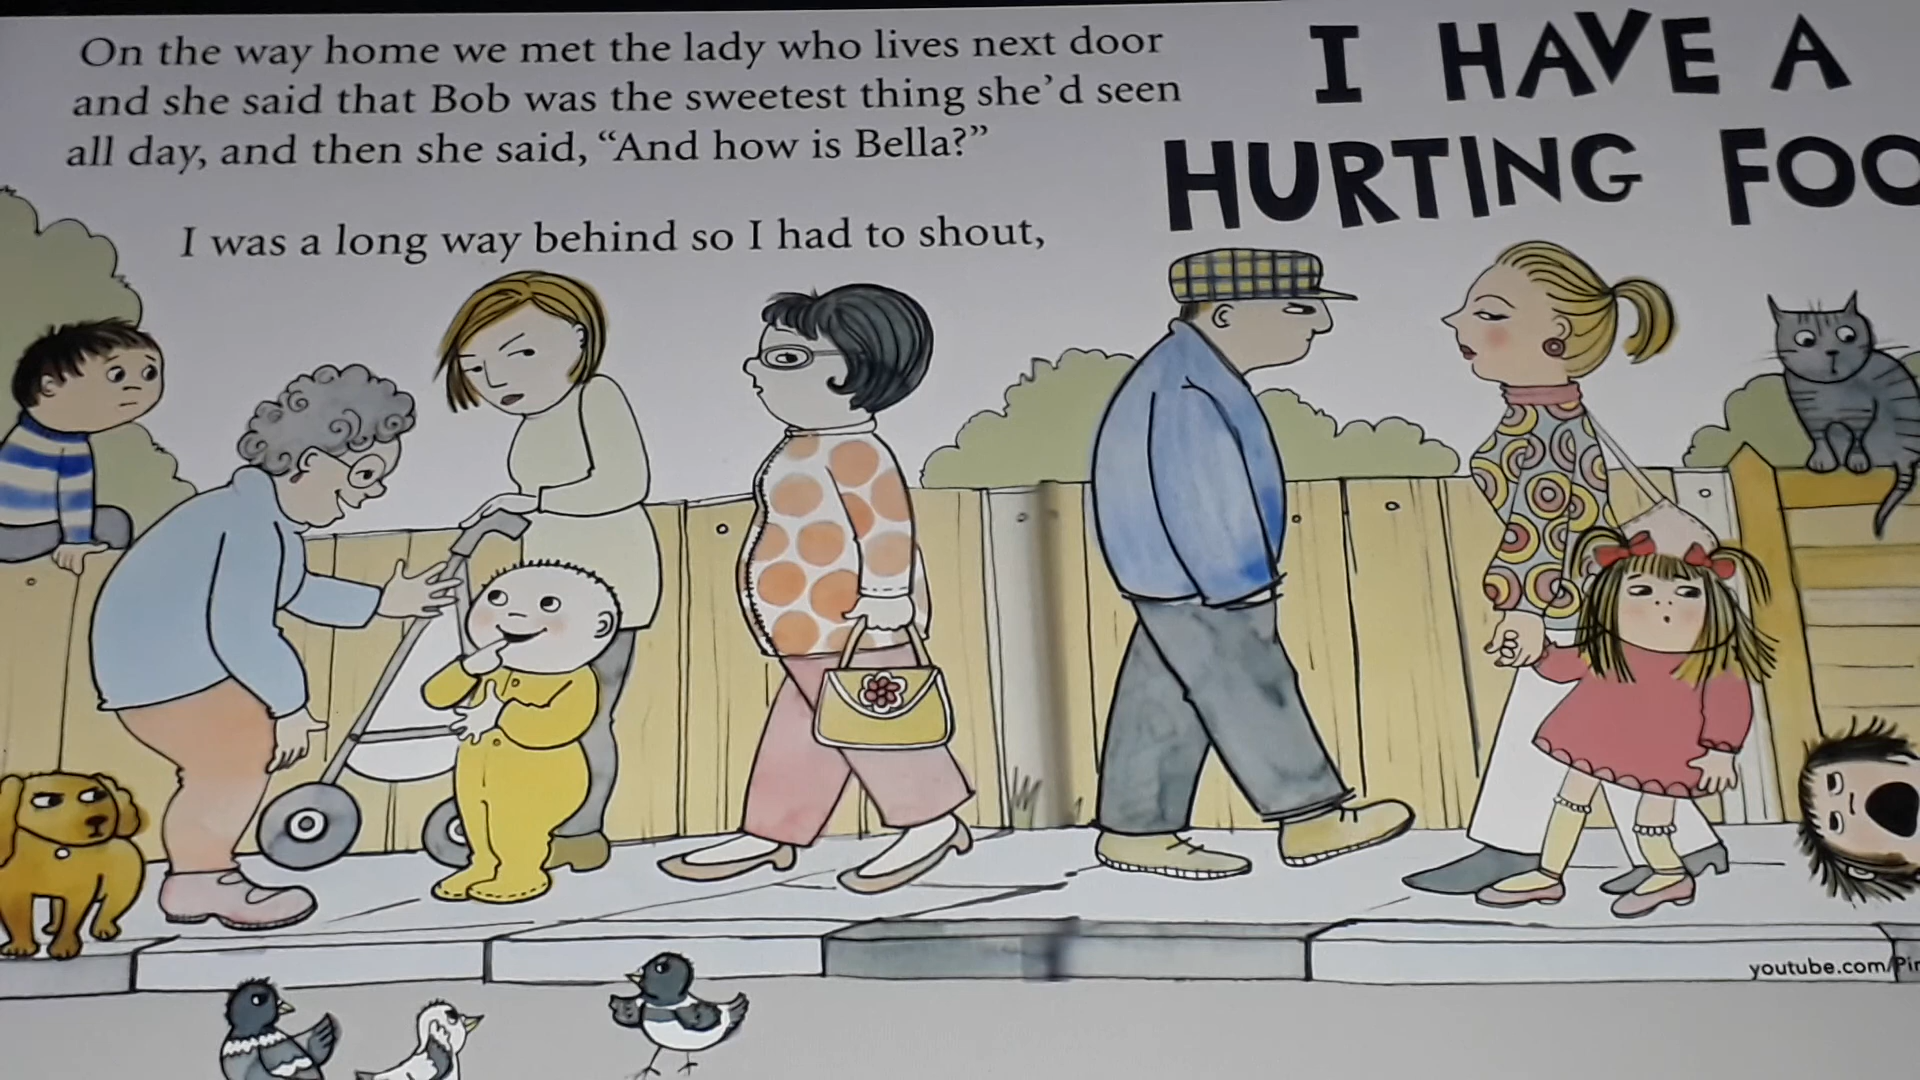 On the way home we met the lady who lives next door
and she said that Bob was the sweetest thing she'd seen
all day, and then she said, “And how is Bella?”
I was a long way behind so I had to shout,
I HAVE A
HURTING FOO
youtube.com/Pin